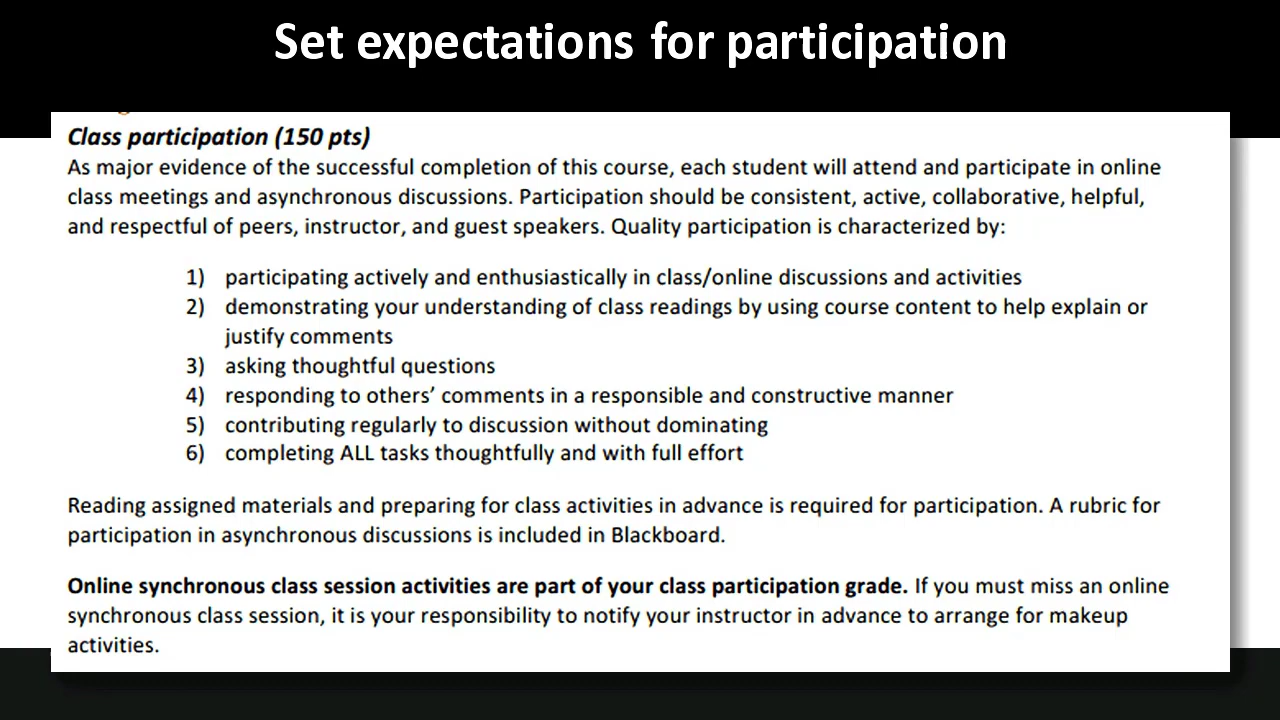 Set expectations for participation
Class participation (150 pts)
As major evidence of the successful completion of this course, each student will attend and participate in online
class meetings and asynchronous discussions. Participation should be consistent, active, collaborative, helpful,
and respectful of peers, instructor, and guest speakers. Quality participation is characterized by:
1) participating actively and enthusiastically in class/online discussions and activities
2) demonstrating your understanding of class readings by using course content to help explain or
justify comments
3) asking thoughtful questions
4) responding to others’ comments in a responsible and constructive manner
5) contributing regularly to discussion without dominating
6) completing ALL tasks thoughtfully and with full effort
Reading assigned materials and preparing for class activities in advance is required for participation. A rubric for
participation in asynchronous discussions is included in Blackboard.
Online synchronous class session activities are part of your class participation grade. If you must miss an online
synchronous class session, it is your responsibility to notify your instructor in advance to arrange for makeup
activities.